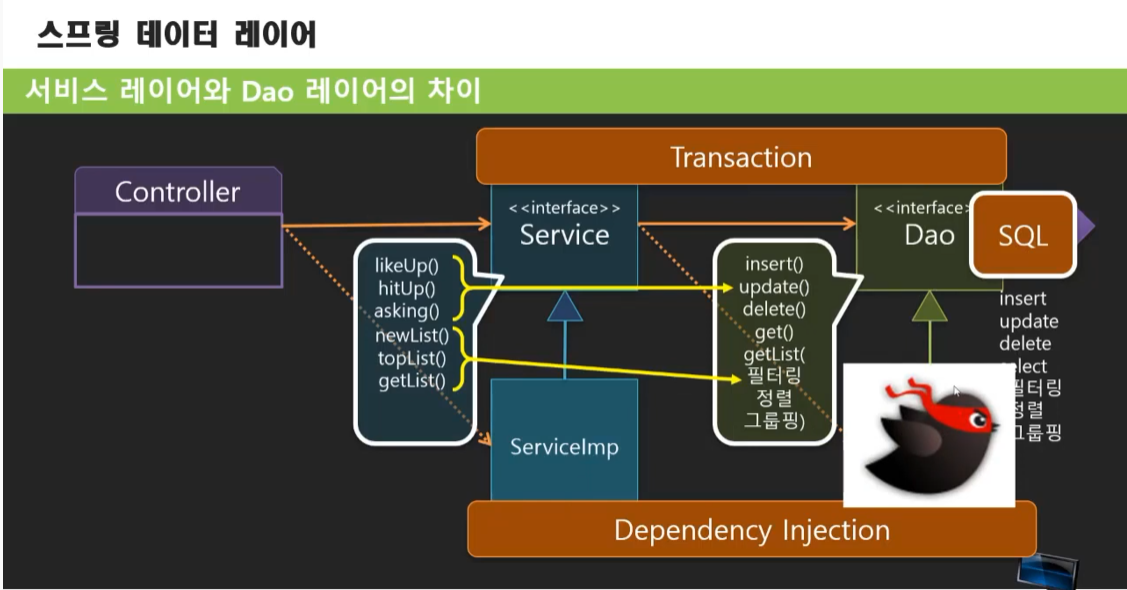 스프링 데이터 레이어
서비스 레이어와 Dao 레이어의 차이
Transaction
Controller
<<interface>>
Service
<<interface>
Dao
SQL
likeUp()
hitUp()
asking()
newList()
topList()
getList()
insert()
update()
delete()
get()
getList(
필터링
정렬
그룹핑)
insert
update
delete
elect
필터링
정렬
그룹핑
ServiceImp
Dependency Injection